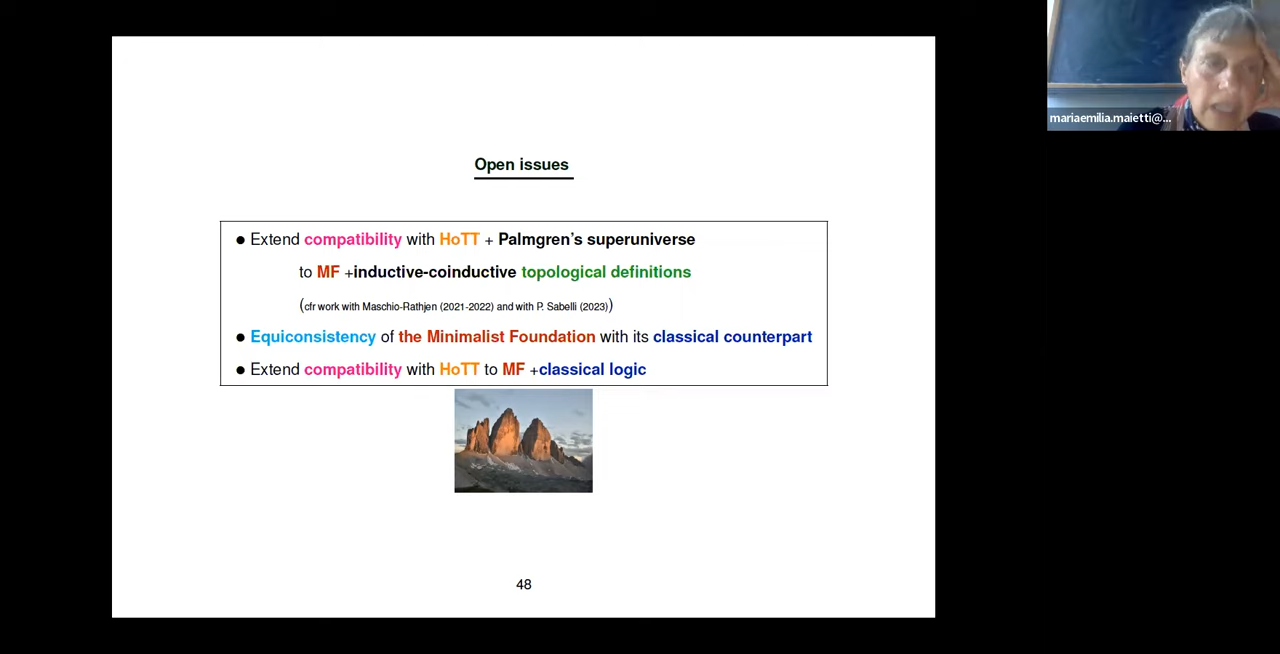 mariaemilia.maietti@...
Open issues
● Extend compatibility with HoTT + Palmgren's superuniverse
to MF +inductive-coinductive topological definitions
(cfr work with Maschio-Rathjen (2021-2022) and with P. Sabelli (2023))
● Equiconsistency of the Minimalist Foundation with its classical counterpart
● Extend compatibility with HoTT to MF +classical logic
48